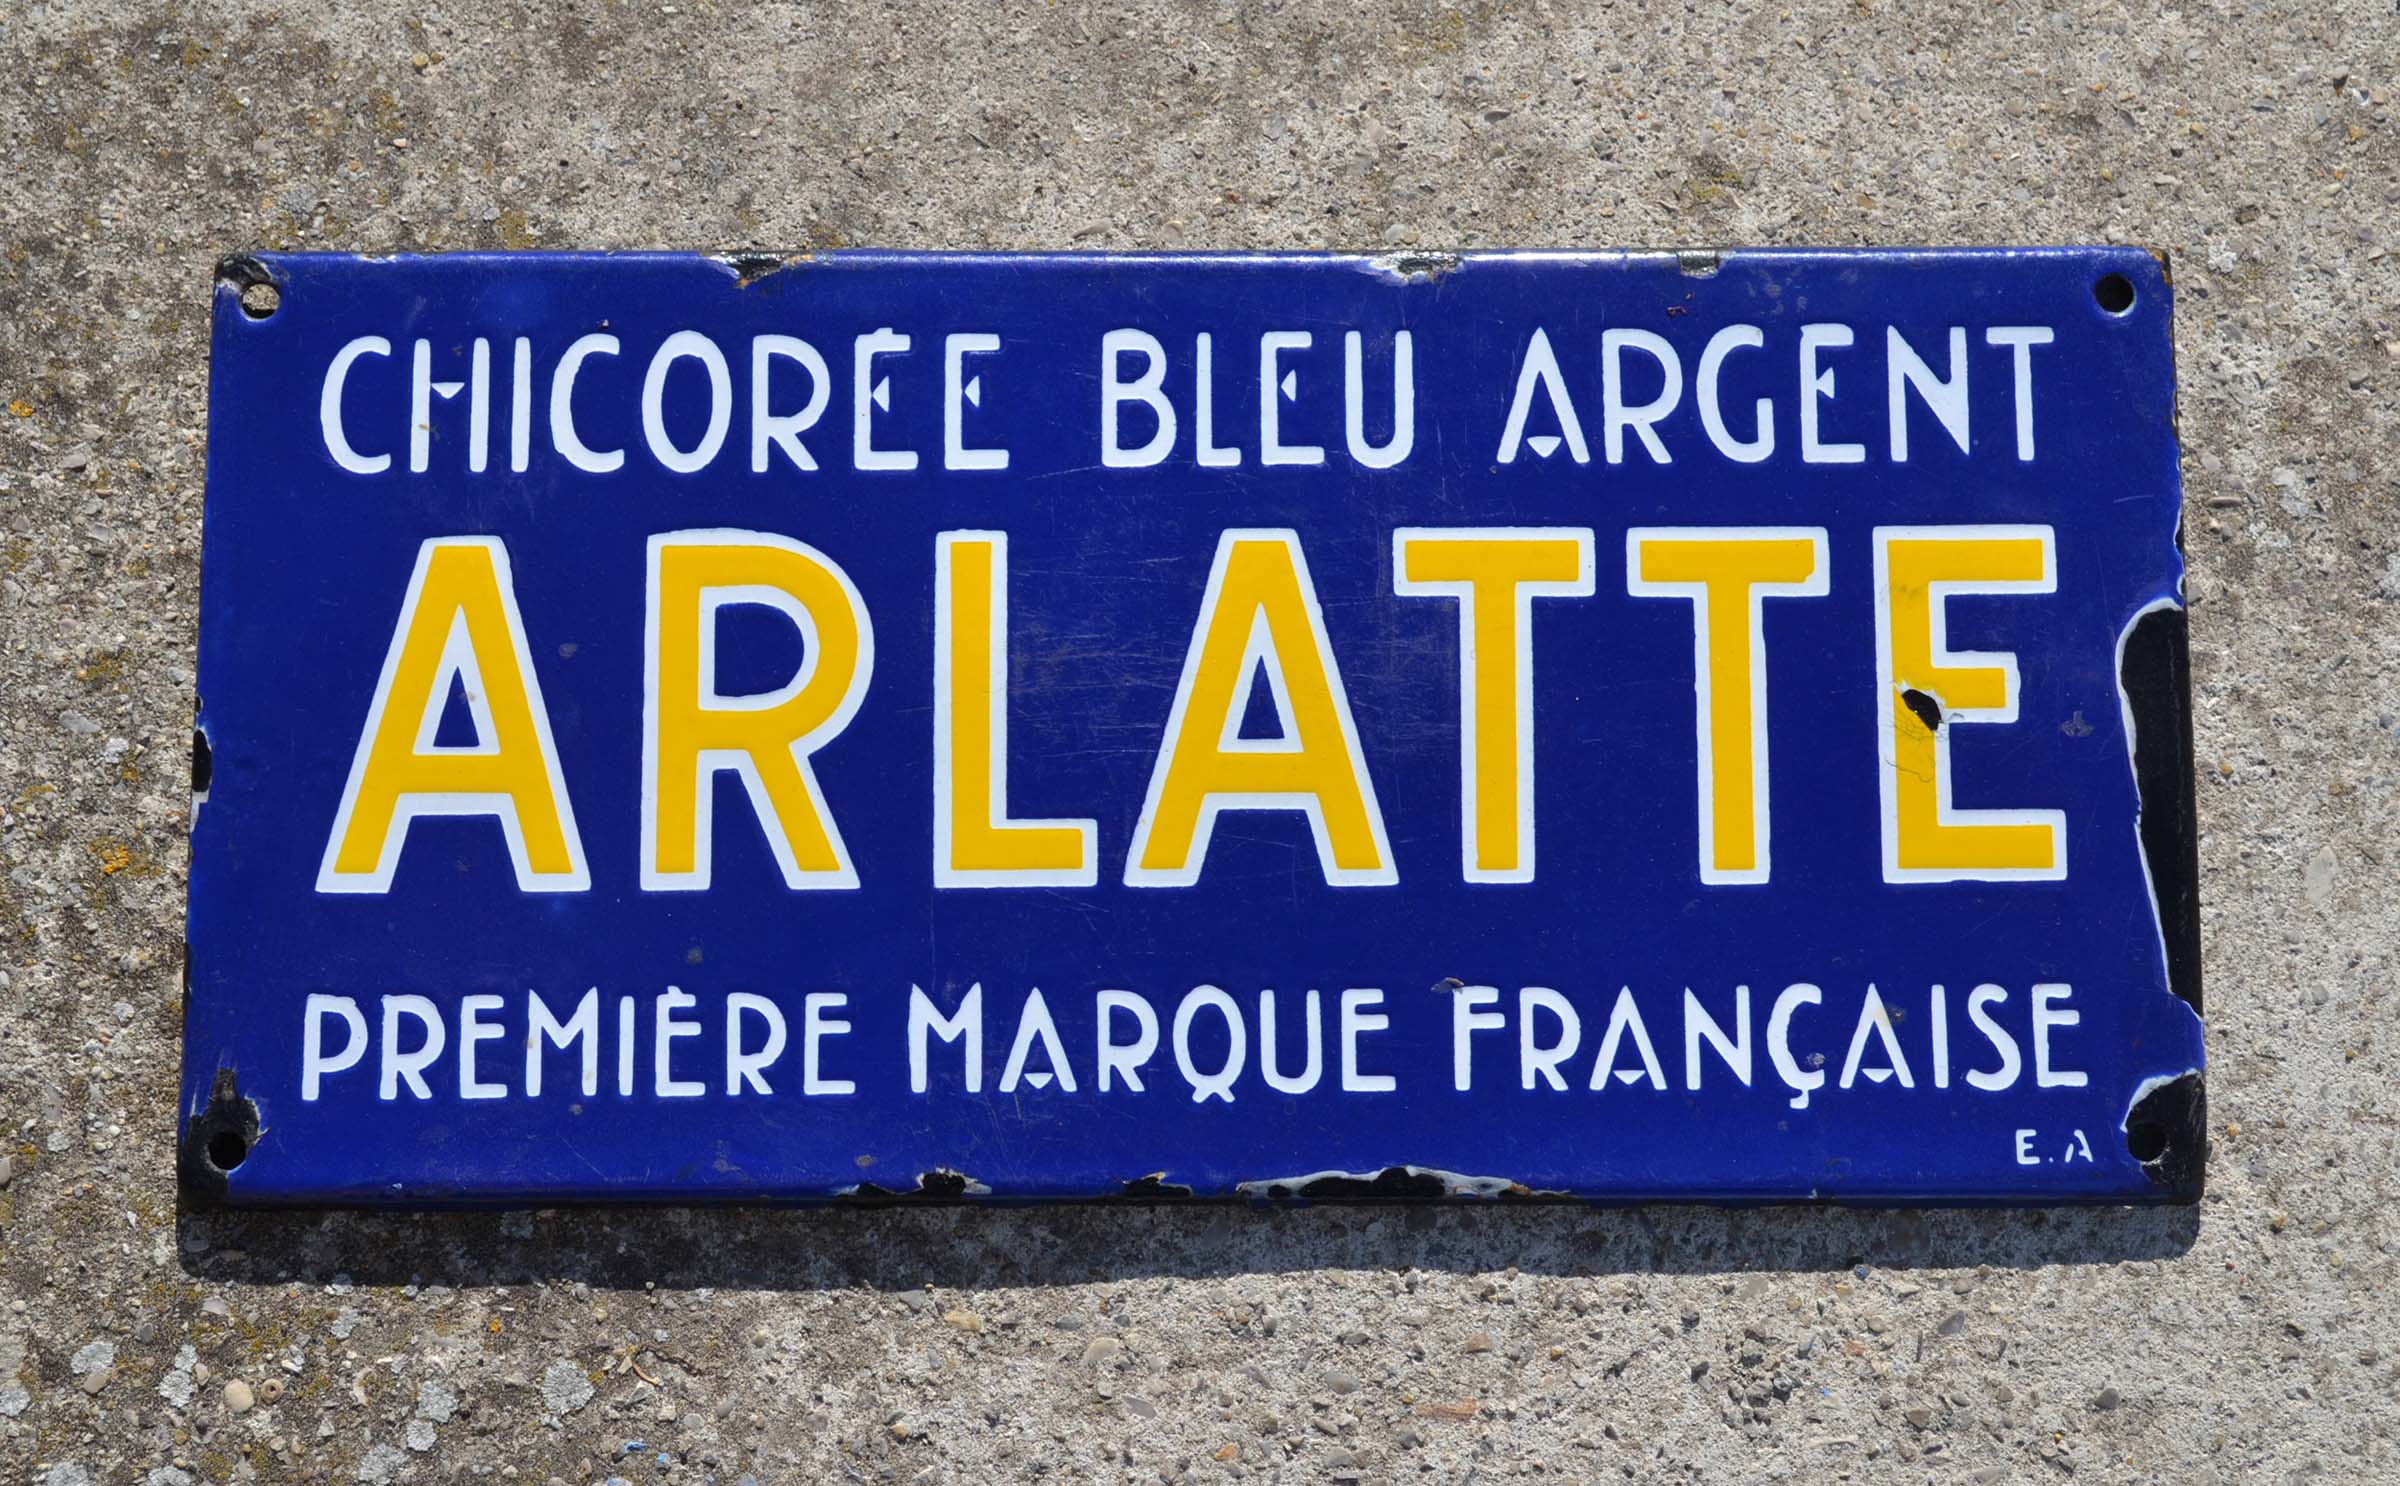 CHICORÉE BLEU ARGENT
ARLATTE
PREMIÈRE MARQUE FRANÇAISE
E.A